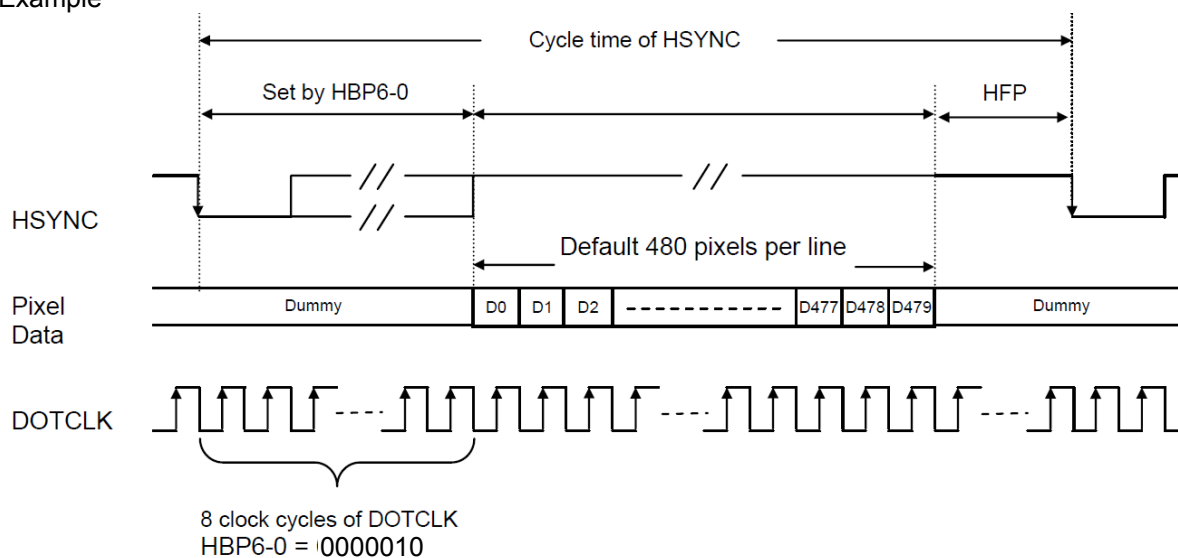 Example
Cycle time of HSYNC
Set by HBP6-0
HFP
HSYNC
Default 480 pixels per line
Pixel
Data
Dummy D0 D1 D2 D477 D478 D479 Dummy
DOTCLK
8 clock cycles of DOTCLK
HBP6-0 = 0000010